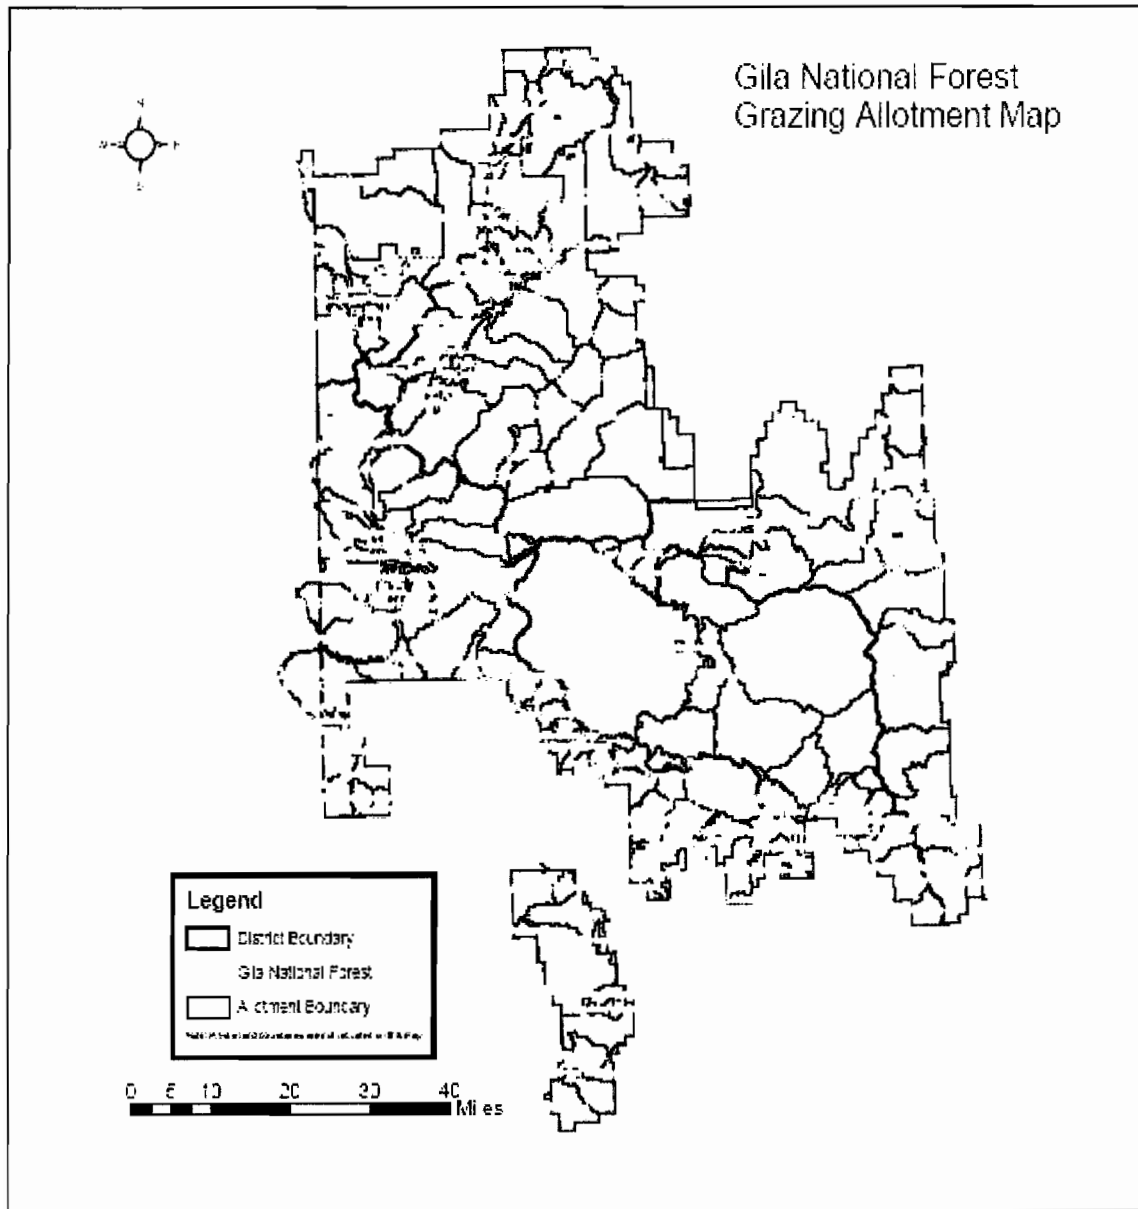 Gila National Forest
Grazing Allotment Map
Legend
District Boundary
Gila National Forest
Allotment Boundary
0 5 10 20 30 40
Miles